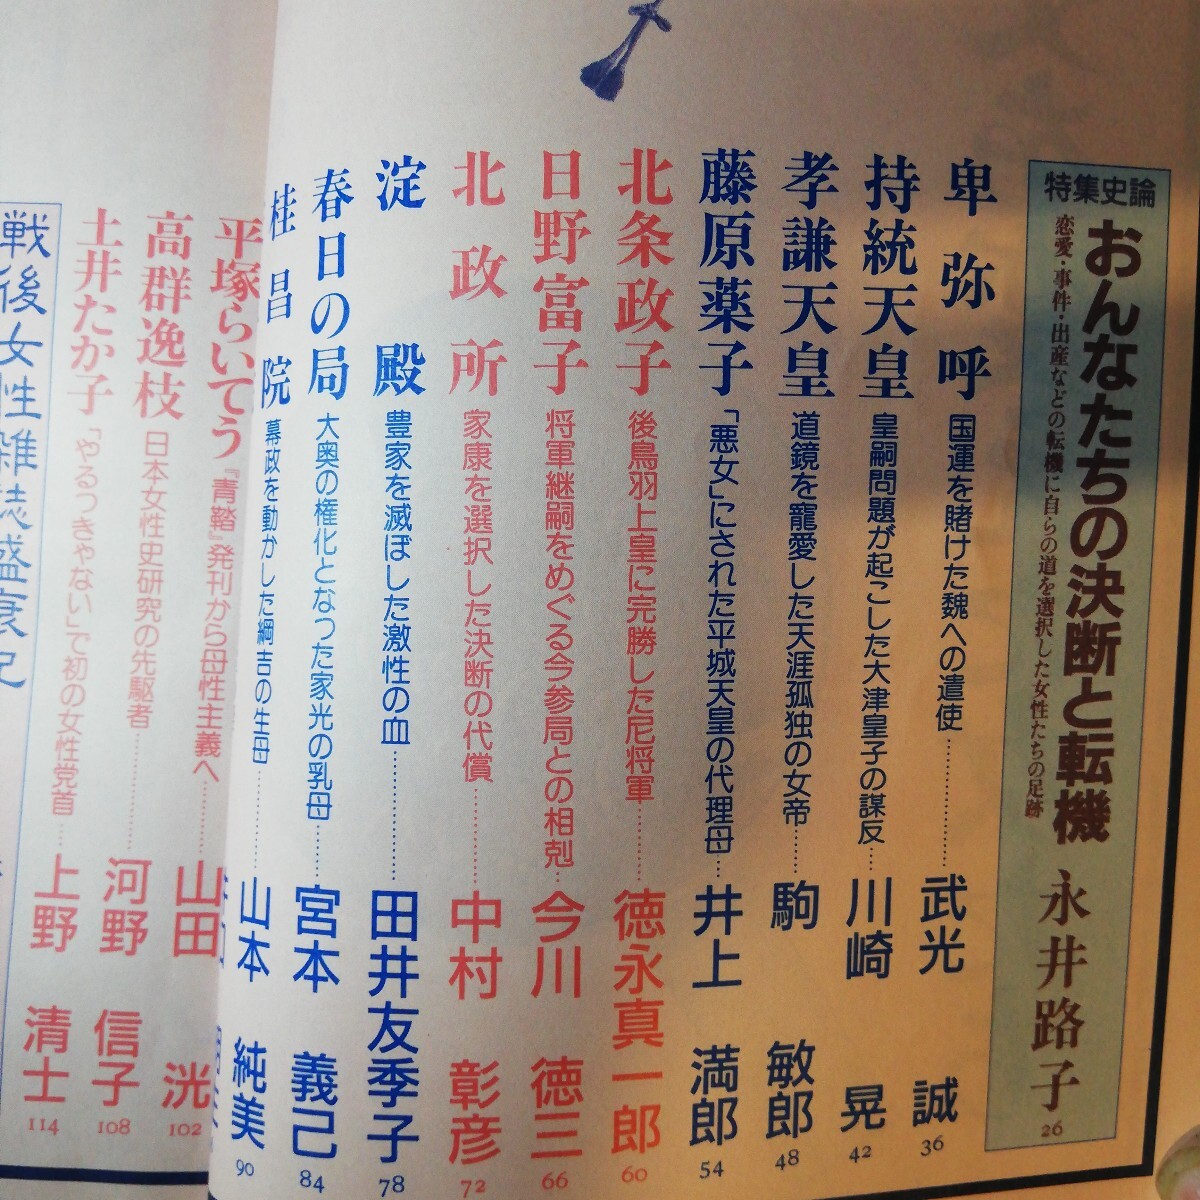 特集史論
おんなたちの決断と転機 永井路子 26
恋愛・事件・出産などの転機に自らの道を選択した女性たちの足跡
卑弥呼 国運を賭けた魏への遣使 武光 誠 36
持統天皇 皇嗣問題が起こした大津皇子の謀反 川崎 晃 42
孝謙天皇 道鏡を寵愛した天涯孤独の女帝 駒 敏郎 48
藤原薬子 「悪女」にされた平城天皇の代理母 井上 満郎 54
北条政子 後鳥羽上皇に完勝した尼将軍 徳永真一郎 60
日野富子 将軍継嗣をめぐる今参局との相剋 今川 徳三 66
北政所 家康を選択した決断の代償 中村 彰彦 72
淀殿 豊家を滅ぼした激性の血 田井友季子 78
春日の局 大奥の権化となった家光の乳母 宮本 義己 84
桂昌院 幕政を動かした綱吉の生母 山本 純美 90
平塚らいてう 『青鞜』発刊から母性主義へ 山田 洸 102
高群逸枝 日本女性史研究の先駆者 河野 信子 108
土井たか子 「やるっきゃない」で初の女性党首 上野 清士 114
戦後女性雑誌盛衰記